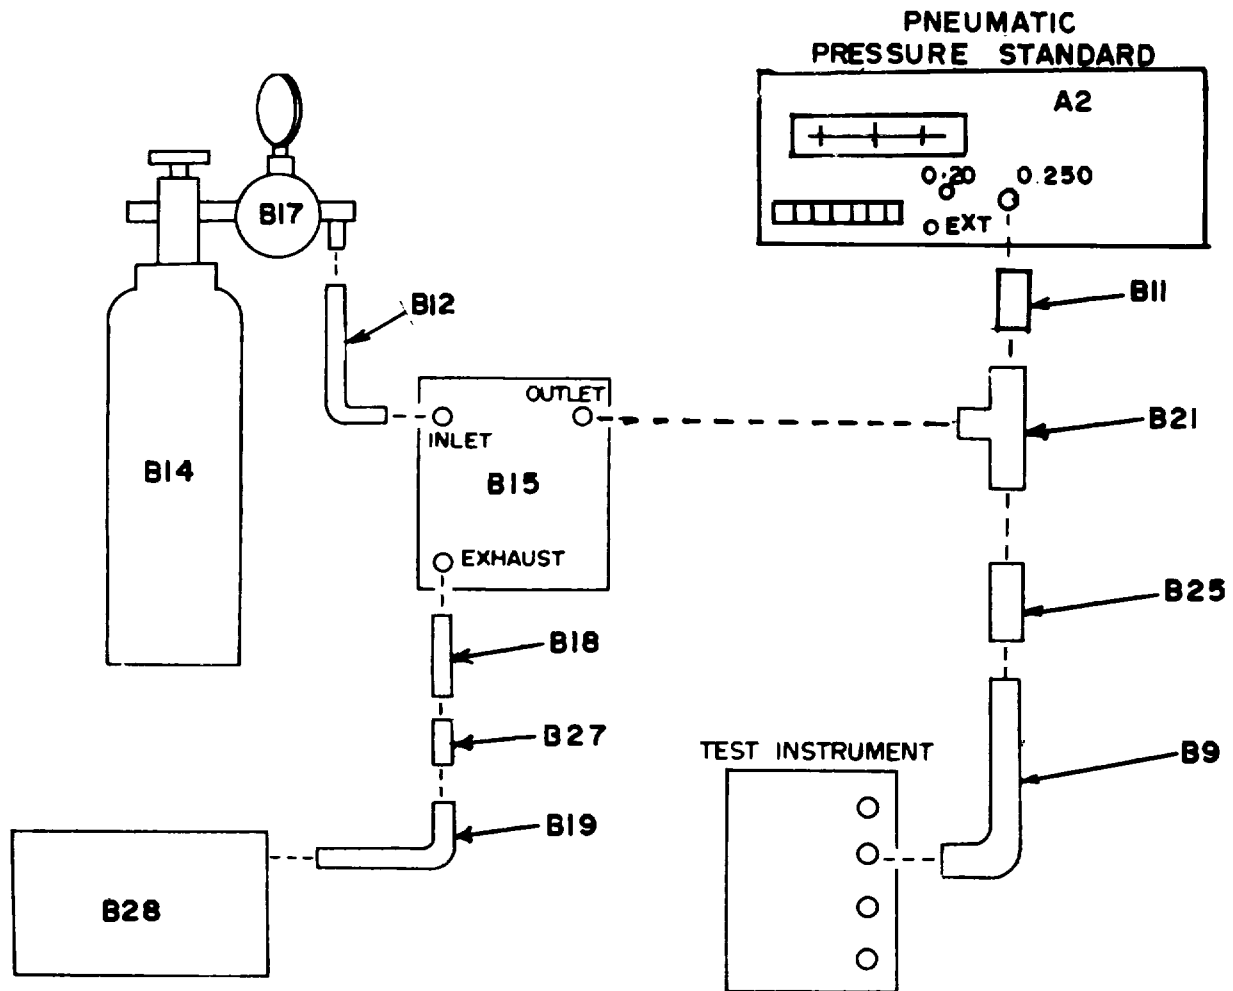 PNEUMATIC
PRESSURE STANDARD
A2
0.20
0.250
EXT
B17
B11
B12
OUTLET
B21
INLET
B14
B15
EXHAUST
B25
B18
B27
TEST INSTRUMENT
B9
B19
B28